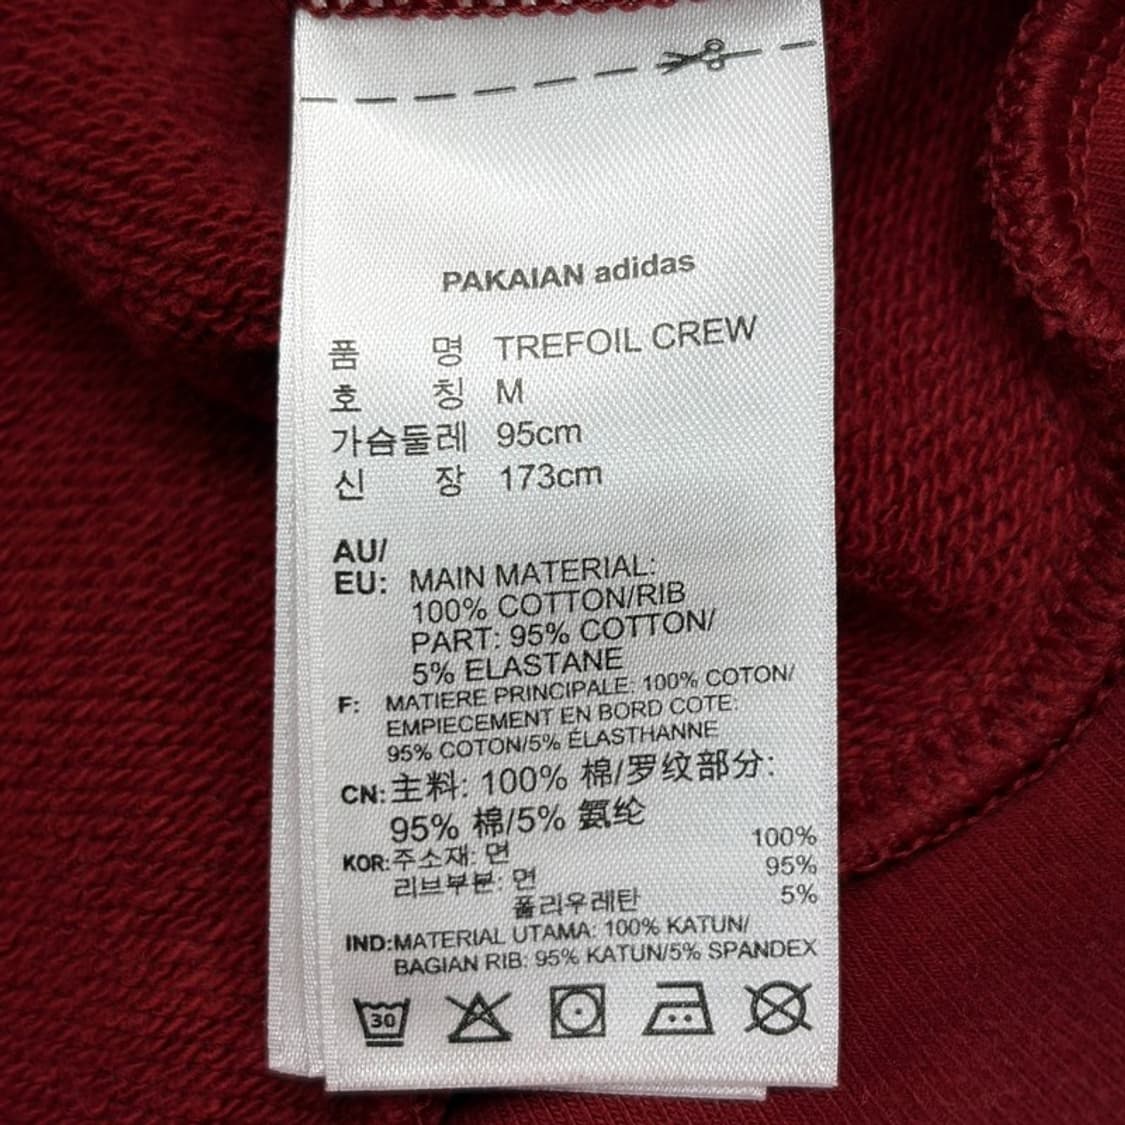 PAKAIAN adidas
품 명 TREFOIL CREW
호 칭 M
가슴둘레 95cm
신 장 173cm
AU/
EU: MAIN MATERIAL:
100% COTTON/RIB
PART: 95% COTTON/
5% ELASTANE
F: MATIERE PRINCIPALE: 100% COTON/
EMPIECEMENT EN BORD COTE:
95% COTON/5% ÉLASTHANNE
CN: 主料: 100% 棉/罗纹部分:
95% 棉/5% 氨纶
KOR: 주소재: 면 100%
리브부분: 면 95%
폴리우레탄 5%
IND: MATERIAL UTAMA: 100% KATUN/
BAGIAN RIB: 95% KATUN/5% SPANDEX
30